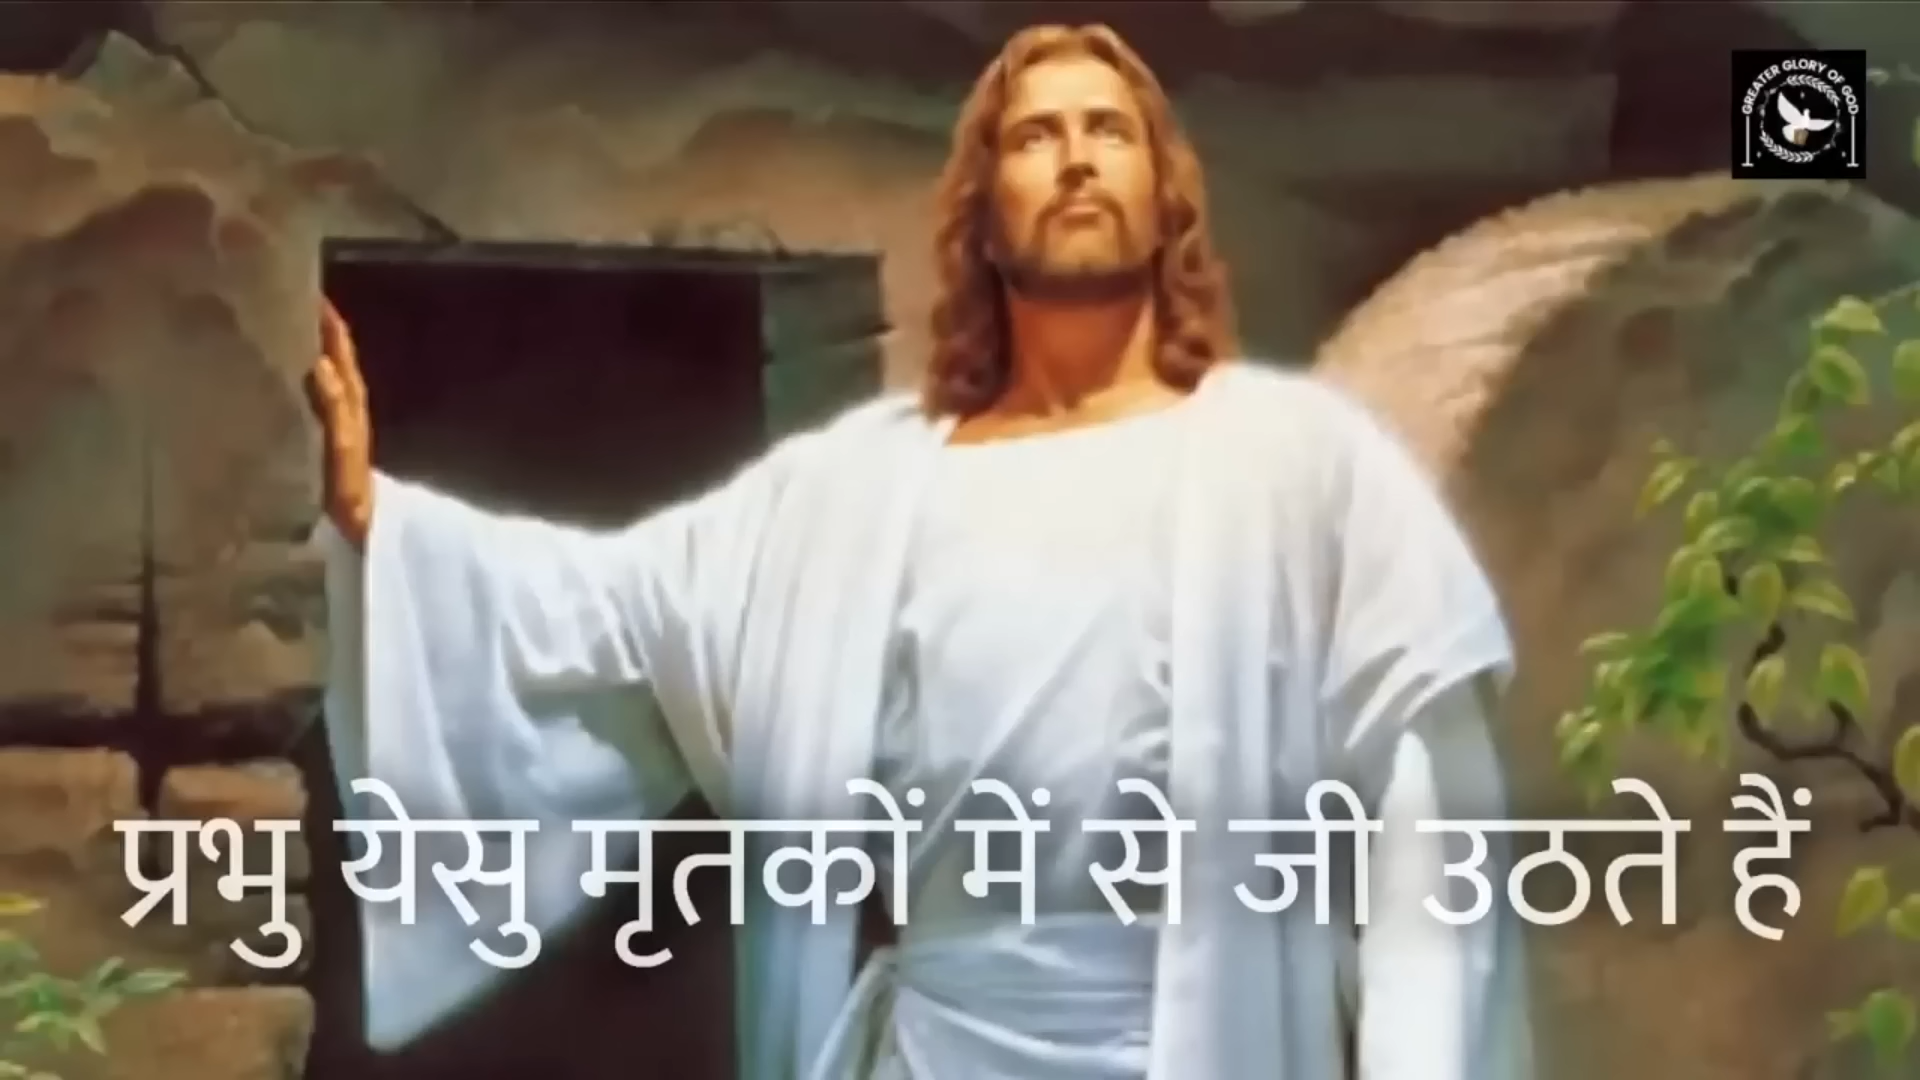 GREATER GLORY OF GOD
प्रभु येसु मृतकों में से जी उठते हैं